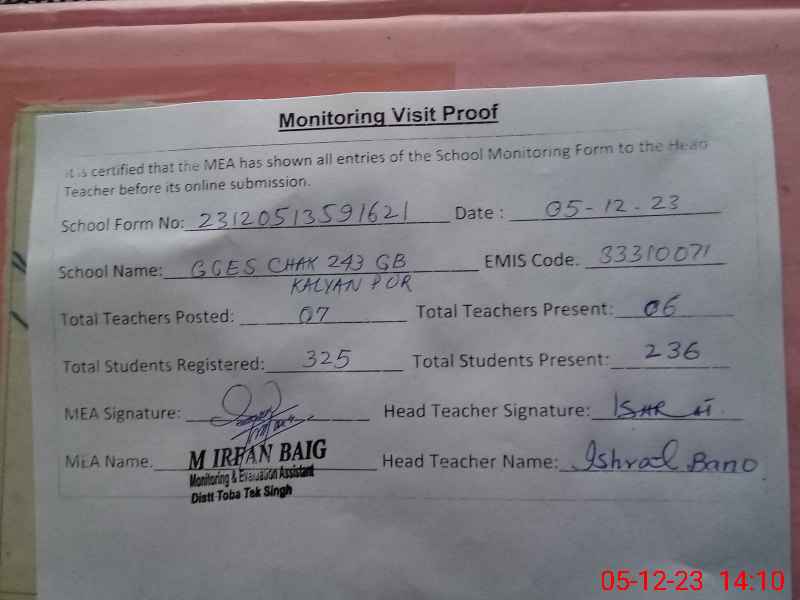 Monitoring Visit Proof
It is certified that the MEA has shown all entries of the School Monitoring Form to the Head
Teacher before its online submission.
School Form No: 23120513591621 Date : 05-12-23
School Name: GGES CHAK 243 GB EMIS Code. 33310071
KALYAN PUR
Total Teachers Posted: 07 Total Teachers Present: 06
Total Students Registered: 325 Total Students Present: 236
MEA Signature: Head Teacher Signature: ISHRAT
MEA Name. M IRFAN BAIG Head Teacher Name: Ishrat Bano
Monitoring & Evaluation Assistant
Distt Toba Tek Singh
05-12-23 14:10